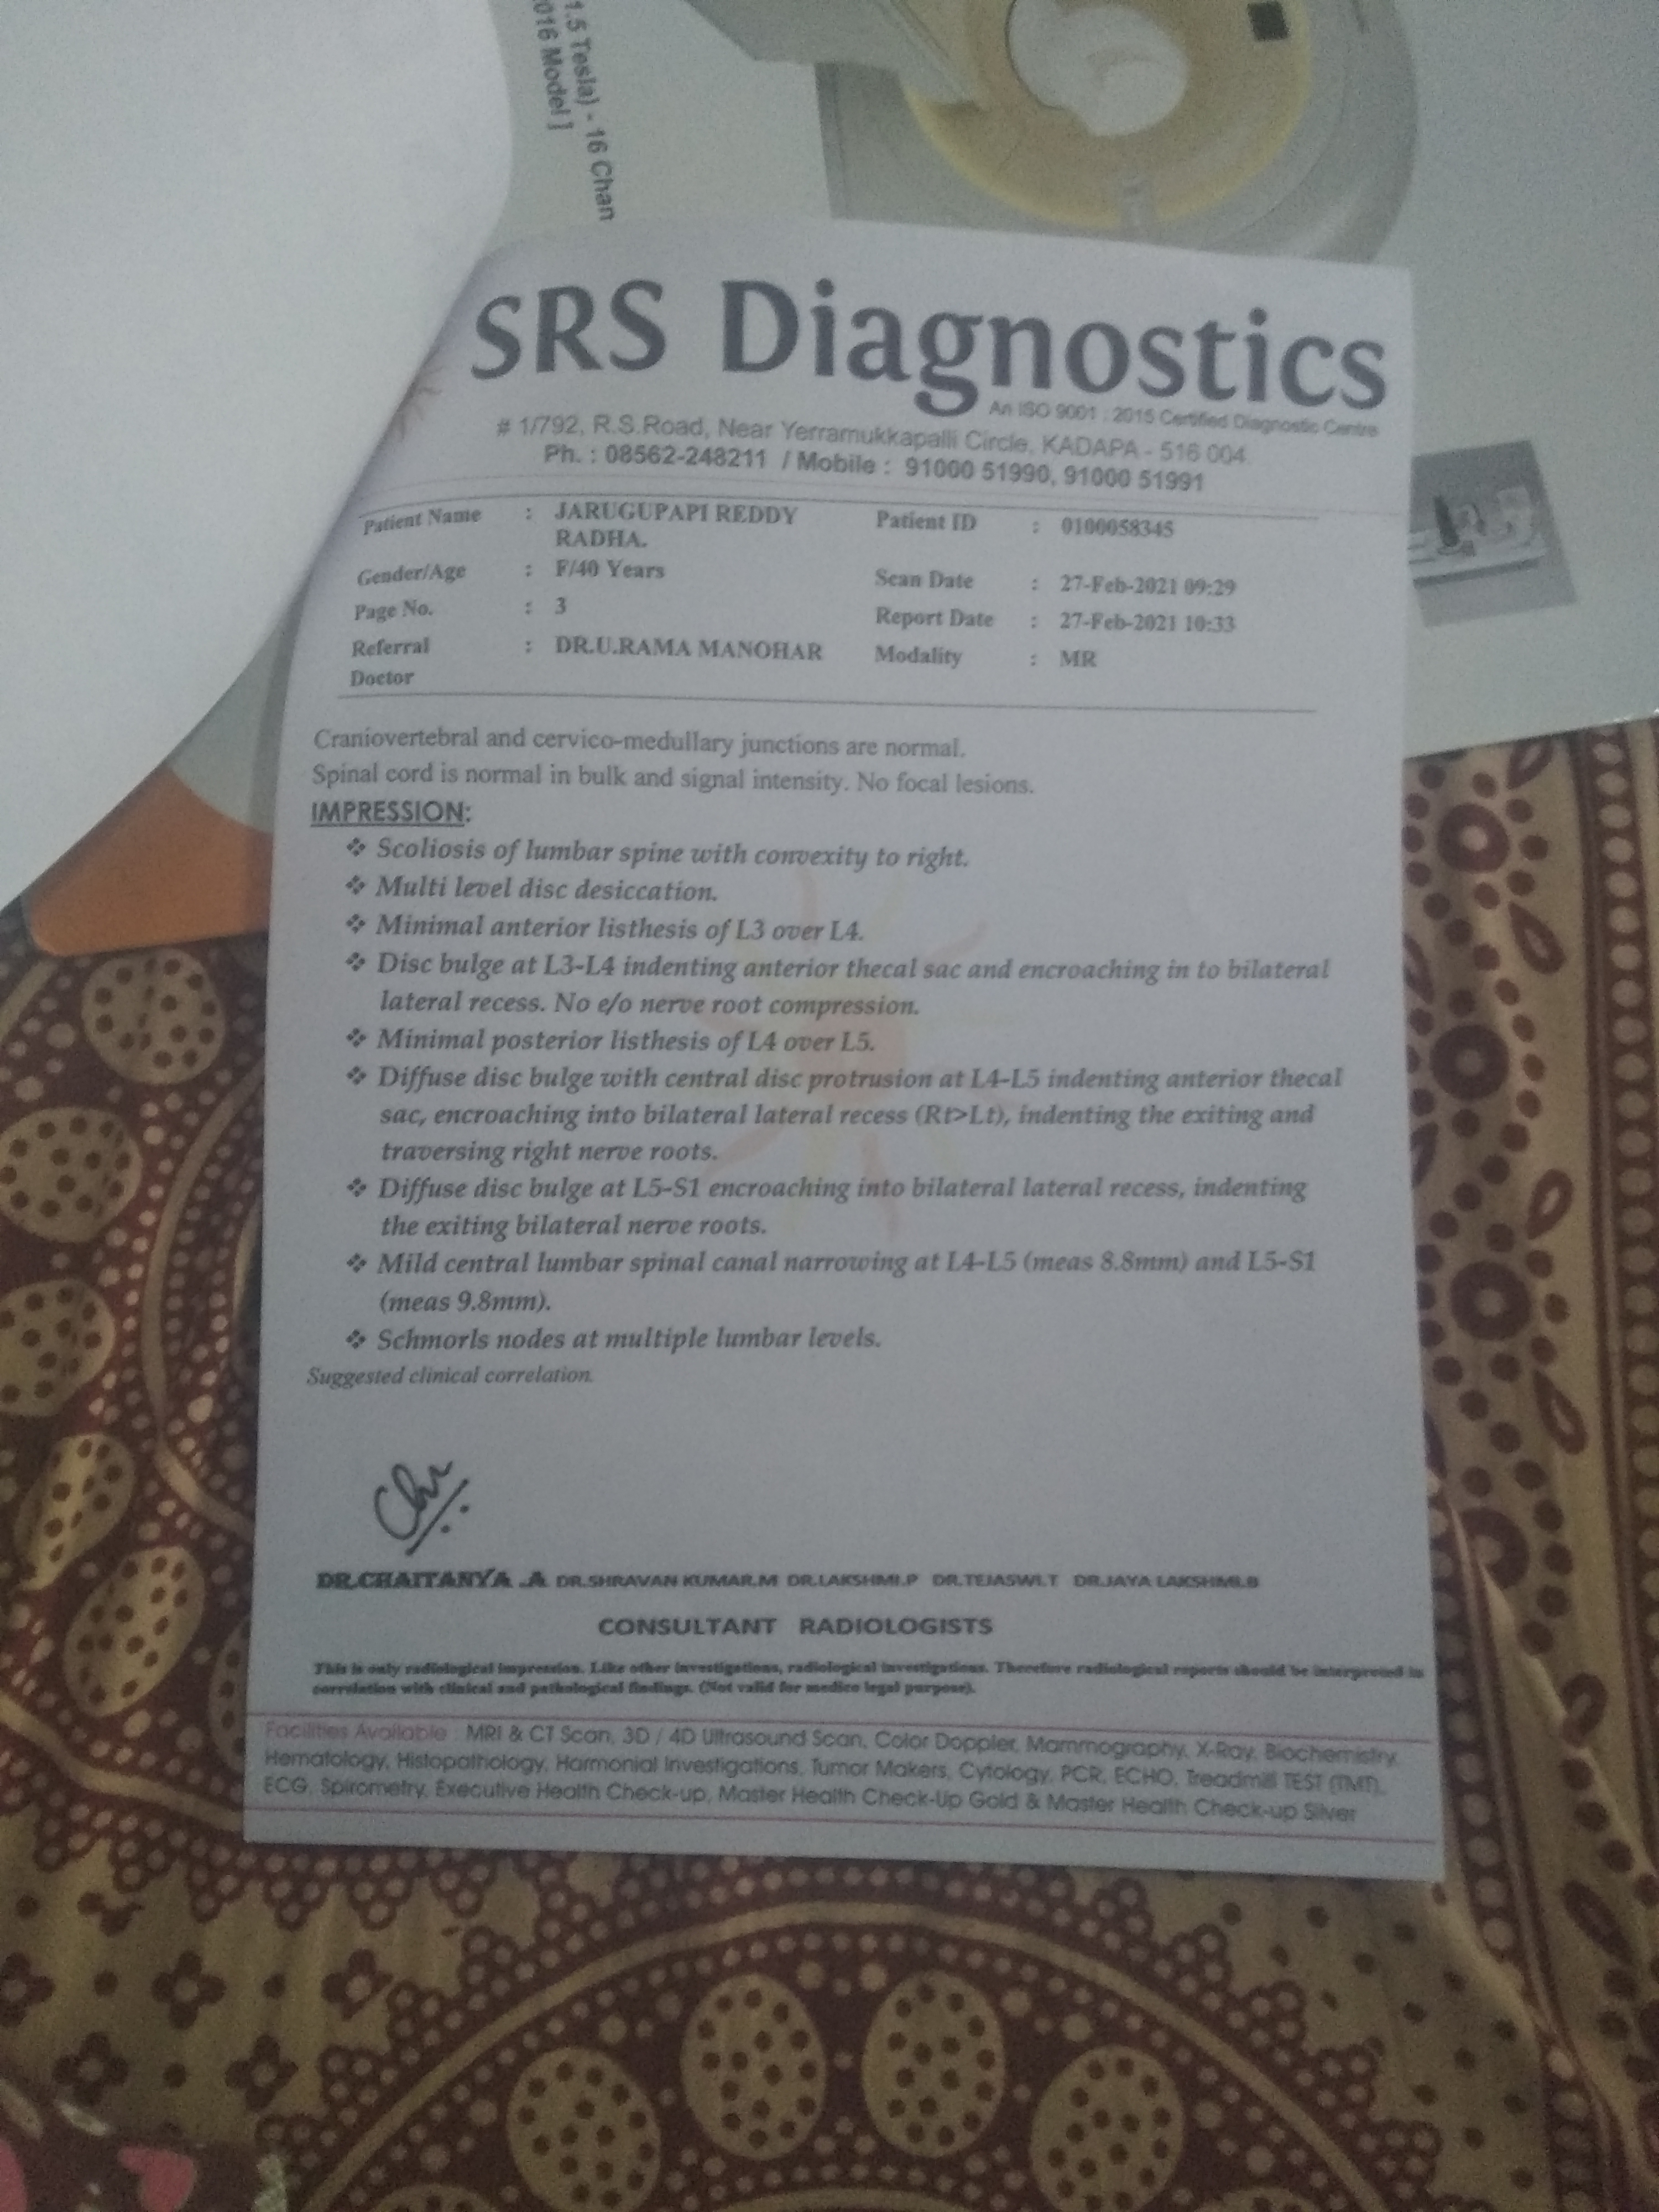 1.5 Tesla) - 16 Chan
2016 Model ]
SRS Diagnostics
An ISO 9001 : 2015 Certified Diagnostic Centre
# 1/792, R.S.Road, Near Yerramukkapalli Circle, KADAPA - 516 004.
Ph. : 08562-248211 / Mobile : 91000 51990, 91000 51991
Patient Name : JARUGUPAPI REDDY RADHA. Patient ID : 0100058345
Gender/Age : F/40 Years Scan Date : 27-Feb-2021 09:29
Page No. : 3 Report Date : 27-Feb-2021 10:33
Referral Doctor : DR.U.RAMA MANOHAR Modality : MR
Craniovertebral and cervico-medullary junctions are normal.
Spinal cord is normal in bulk and signal intensity. No focal lesions.
IMPRESSION:
❖ Scoliosis of lumbar spine with convexity to right.
❖ Multi level disc desiccation.
❖ Minimal anterior listhesis of L3 over L4.
❖ Disc bulge at L3-L4 indenting anterior thecal sac and encroaching in to bilateral
lateral recess. No e/o nerve root compression.
❖ Minimal posterior listhesis of L4 over L5.
❖ Diffuse disc bulge with central disc protrusion at L4-L5 indenting anterior thecal
sac, encroaching into bilateral lateral recess (Rt>Lt), indenting the exiting and
traversing right nerve roots.
❖ Diffuse disc bulge at L5-S1 encroaching into bilateral lateral recess, indenting
the exiting bilateral nerve roots.
❖ Mild central lumbar spinal canal narrowing at L4-L5 (meas 8.8mm) and L5-S1
(meas 9.8mm).
❖ Schmorls nodes at multiple lumbar levels.
Suggested clinical correlation.
DR.CHAITANYA .A DR.SHRAVAN KUMAR.M DR.LAKSHMI.P DR.TEJASWI.T DR.JAYA LAKSHMI.B
CONSULTANT RADIOLOGISTS
This is only radiological impression. Like other investigations, radiological investigations. Therefore radiological reports should be interpreted in
correlation with clinical and pathological findings. (Not valid for medico legal purpose).
Facilities Available : MRI & CT Scan, 3D / 4D Ultrasound Scan, Color Doppler, Mammography, X-Ray, Biochemistry,
Hematology, Histopathology, Harmonial Investigations, Tumor Makers, Cytology, PCR, ECHO, Treadmill TEST (TMT),
ECG, Spirometry, Executive Health Check-up, Master Health Check-Up Gold & Master Health Check-up Silver